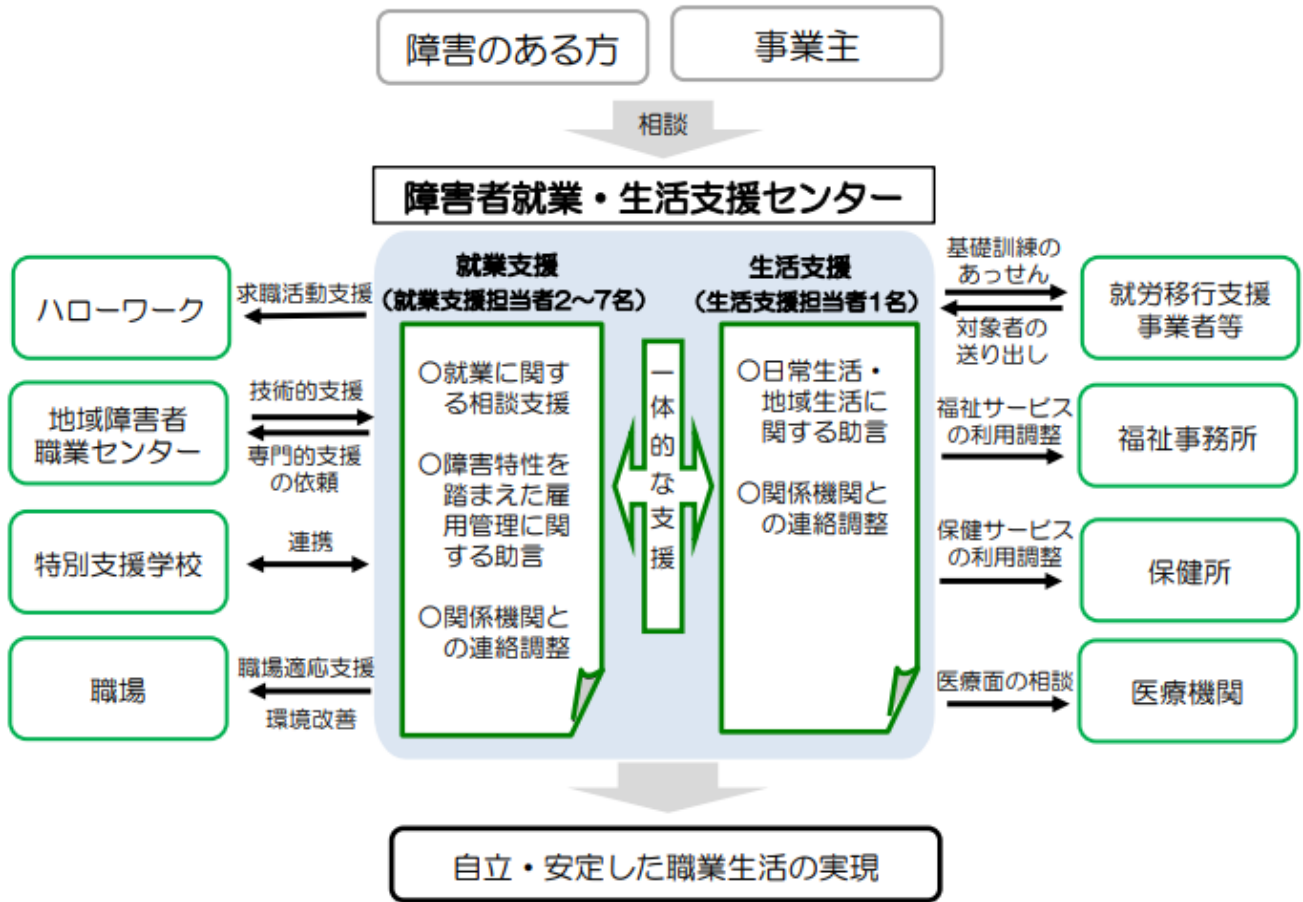 障害のある方
事業主
相談
障害者就業・生活支援センター
就業支援
(就業支援担当者2〜7名)
生活支援
(生活支援担当者1名)
ハローワーク
求職活動支援
地域障害者
職業センター
技術的支援
専門的支援
の依頼
特別支援学校
連携
職場
職場適応支援
環境改善
○就業に関す
る相談支援
○障害特性を
踏まえた雇
用管理に関
する助言
○関係機関と
の連絡調整
一体的な支援
○日常生活・
地域生活に
関する助言
○関係機関と
の連絡調整
基礎訓練の
あっせん
対象者の
送り出し
就労移行支援
事業者等
福祉サービス
の利用調整
福祉事務所
保健サービス
の利用調整
保健所
医療面の相談
医療機関
自立・安定した職業生活の実現